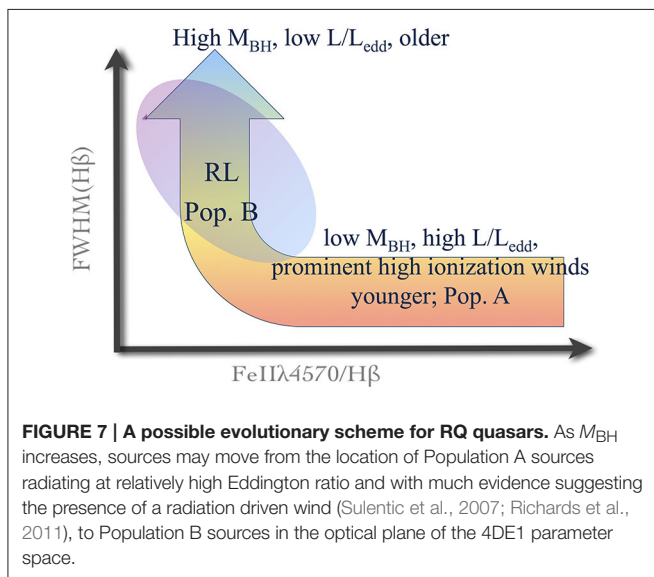 High M_BH, low L/L_edd, older
FWHM(Hβ)
RL
Pop. B
low M_BH, high L/L_edd,
prominent high ionization winds
younger; Pop. A
FeIIλ4570/Hβ
FIGURE 7 | A possible evolutionary scheme for RQ quasars. As M_BH
increases, sources may move from the location of Population A sources
radiating at relatively high Eddington ratio and with much evidence suggesting
the presence of a radiation driven wind (Sulentic et al., 2007; Richards et al.,
2011), to Population B sources in the optical plane of the 4DE1 parameter
space.